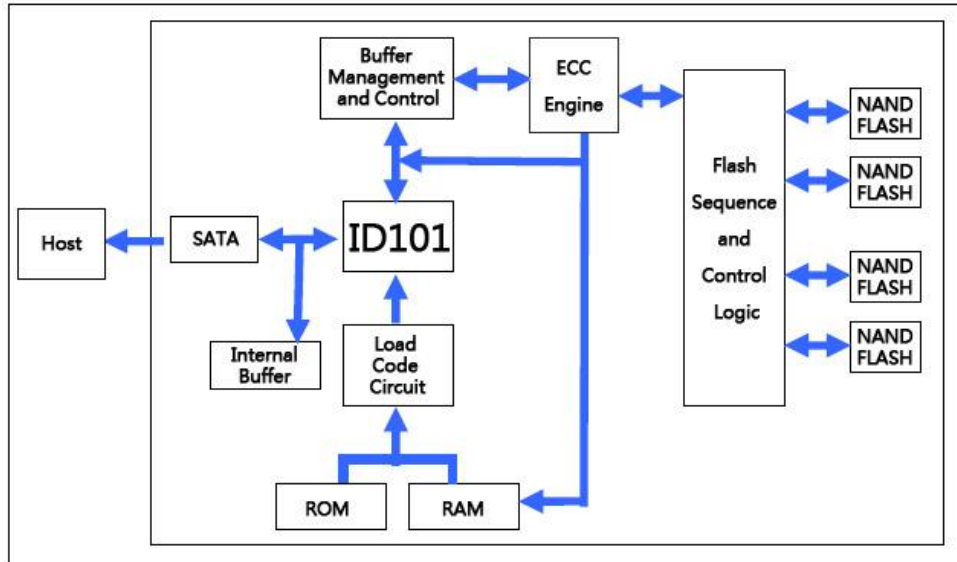 Buffer
Management
and Control
ECC
Engine
NAND
FLASH
NAND
FLASH
Flash
Sequence
and
Control
Logic
Host
SATA
ID101
NAND
FLASH
NAND
FLASH
Internal
Buffer
Load
Code
Circuit
ROM
RAM